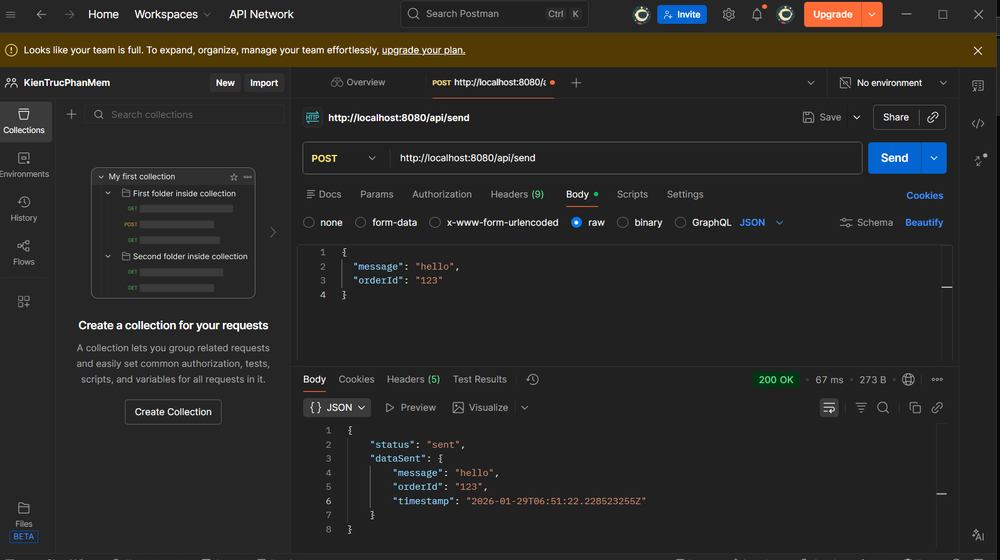 Home Workspaces API Network Search Postman Ctrl K Invite Upgrade
Looks like your team is full. To expand, organize, manage your team effortlessly, upgrade your plan.
KienTrucPhanMem New Import
Overview POST http://localhost:8080/a No environment
Collections
Search collections
http://localhost:8080/api/send Save Share
POST http://localhost:8080/api/send Send
Environments
History
Flows
My first collection
First folder inside collection
GET
POST
GET
Second folder inside collection
GET
GET
Create a collection for your requests
A collection lets you group related requests
and easily set common authorization, tests,
scripts, and variables for all requests in it.
Create Collection
Files
BETA
Docs Params Authorization Headers (9) Body Scripts Settings Cookies
none form-data x-www-form-urlencoded raw binary GraphQL JSON Schema Beautify
1 {
2 "message": "hello",
3 "orderId": "123"
4 }
Body Cookies Headers (5) Test Results 200 OK 67 ms 273 B
{} JSON Preview Visualize
1 {
2 "status": "sent",
3 "dataSent": {
4 "message": "hello",
5 "orderId": "123",
6 "timestamp": "2026-01-29T06:51:22.228523255Z"
7 }
8 }
AI